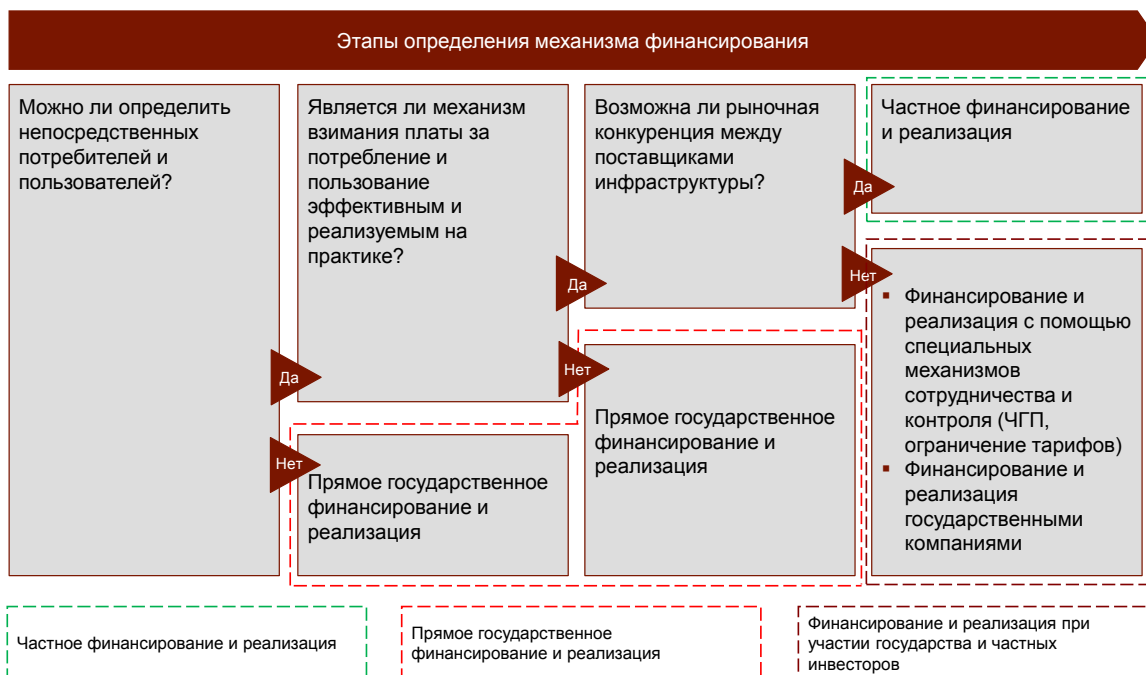 Этапы определения механизма финансирования
Можно ли определить
непосредственных
потребителей и
пользователей?
Да
Нет
Является ли механизм
взимания платы за
потребление и
пользование
эффективным и
реализуемым на
практике?
Да
Нет
Прямое государственное
финансирование и
реализация
Возможна ли рыночная
конкуренция между
поставщиками
инфраструктуры?
Да
Нет
Прямое государственное
финансирование и
реализация
Частное финансирование
и реализация
▪ Финансирование и
реализация с помощью
специальных
механизмов
сотрудничества и
контроля (ЧГП,
ограничение тарифов)
▪ Финансирование и
реализация
государственными
компаниями
Частное финансирование и реализация
Прямое государственное
финансирование и реализация
Финансирование и реализация при
участии государства и частных
инвесторов